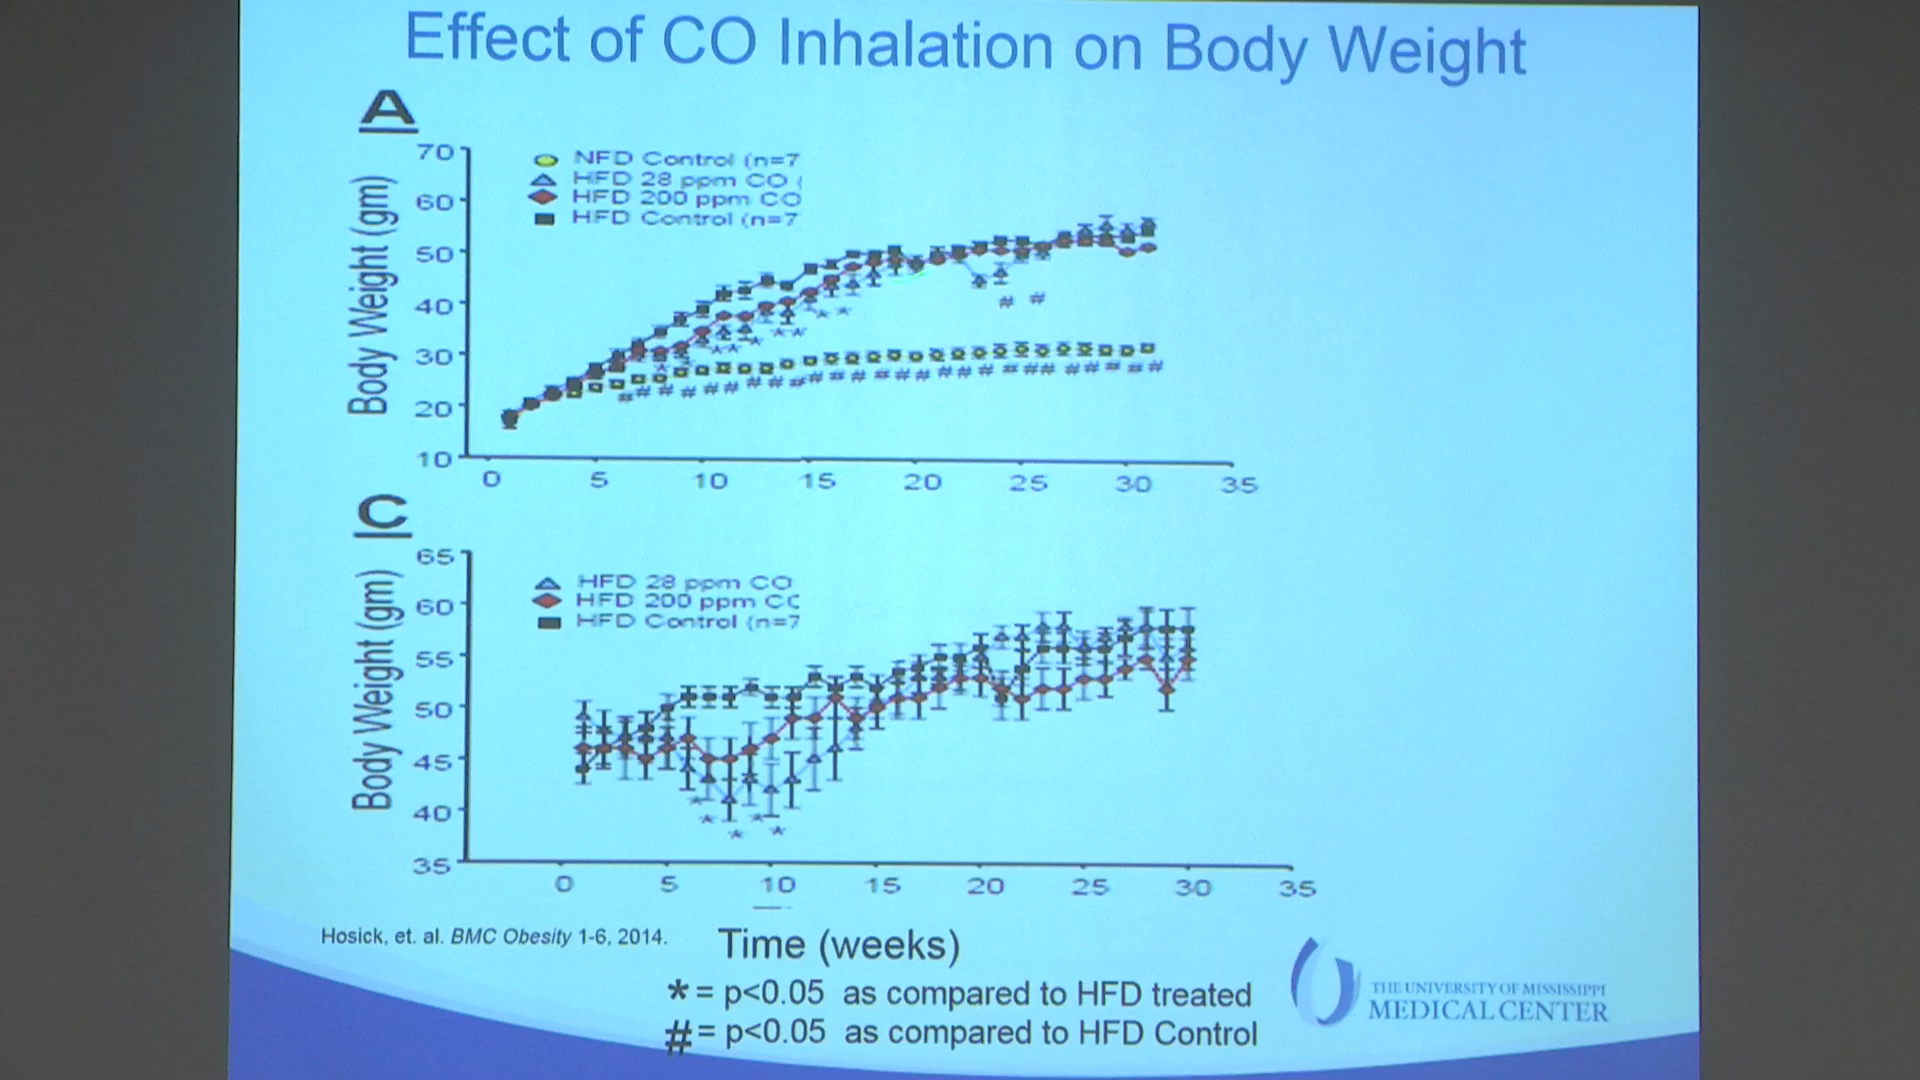 Effect of CO Inhalation on Body Weight
A
Body Weight (gm)
70
60
50
40
30
20
10
NFD Control (n=7
HFD 28 ppm CO (
HFD 200 ppm CO
HFD Control (n=7
* * * * * * * *
# #
# # # # # # # # # # # # # # # # # # # # # # # # #
0 5 10 15 20 25 30 35
C
Body Weight (gm)
65
60
55
50
45
40
35
HFD 28 ppm CO
HFD 200 ppm CC
HFD Control (n=7
* * * * *
0 5 10 15 20 25 30 35
Hosick, et. al. BMC Obesity 1-6, 2014.
Time (weeks)
* = p<0.05 as compared to HFD treated
# = p<0.05 as compared to HFD Control
THE UNIVERSITY OF MISSISSIPPI
MEDICAL CENTER